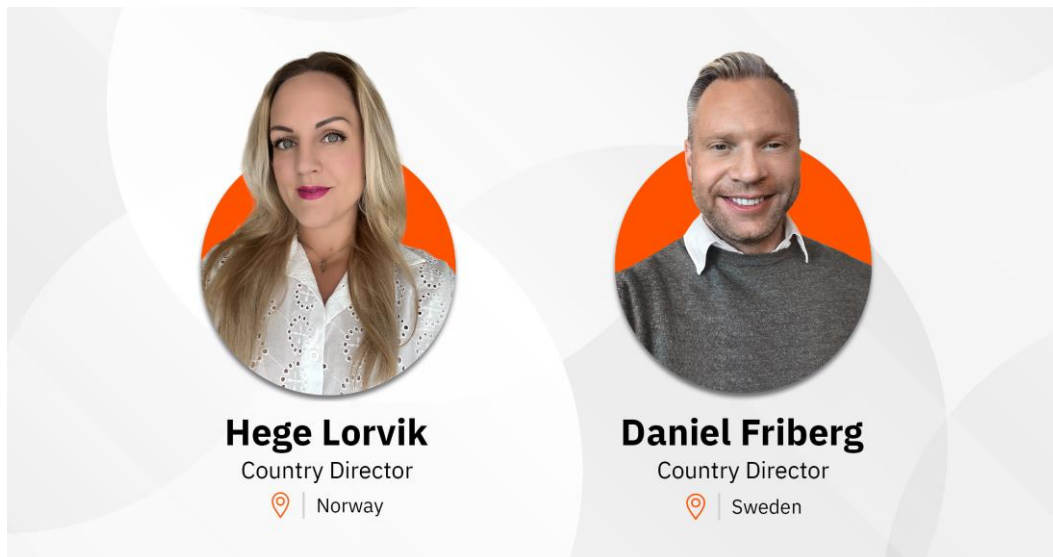 Hege Lorvik
Country Director
Norway
Daniel Friberg
Country Director
Sweden